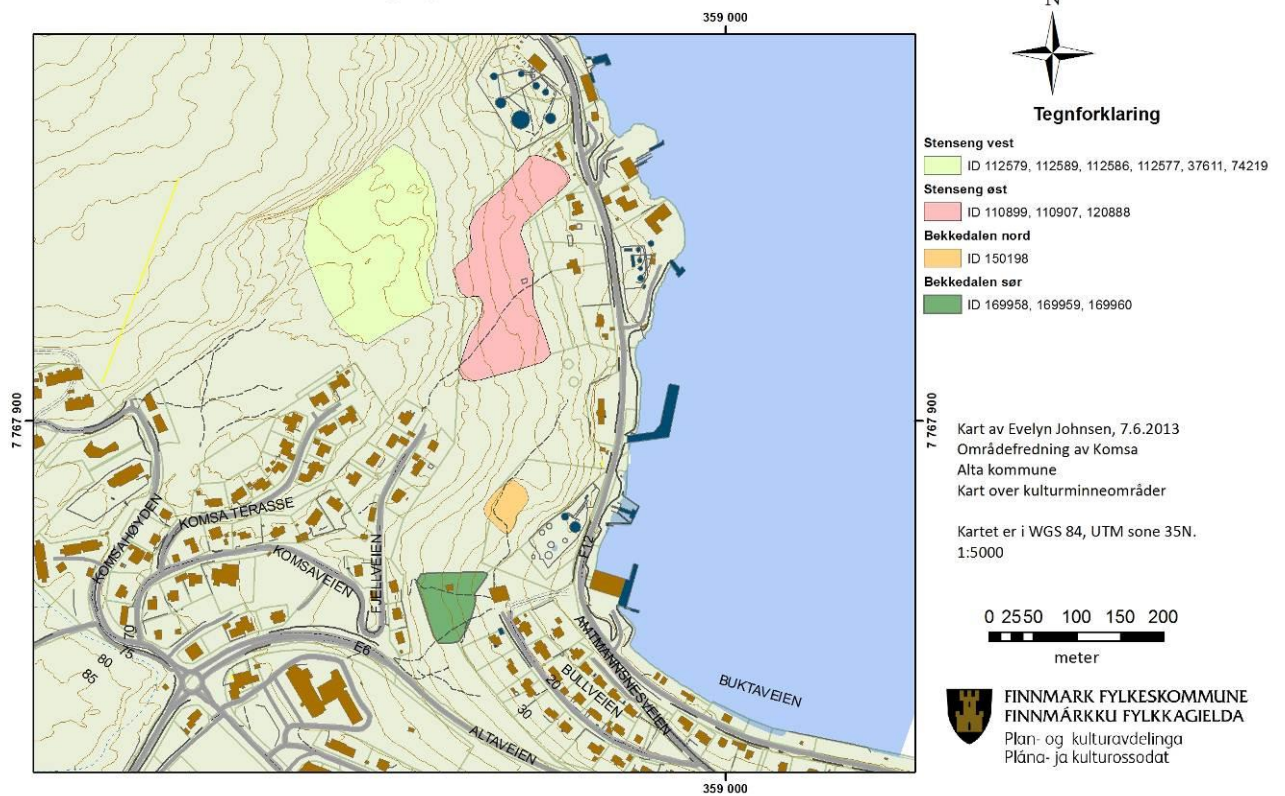 359 000
N
Tegnforklaring
Stenseng vest
ID 112579, 112589, 112586, 112577, 37611, 74219
Stenseng øst
ID 110899, 110907, 120888
Bekkedalen nord
ID 150198
Bekkedalen sør
ID 169958, 169959, 169960
7 767 900
7 767 900
Kart av Evelyn Johnsen, 7.6.2013
Områdefredning av Komsa
Alta kommune
Kart over kulturminneområder
Kartet er i WGS 84, UTM sone 35N.
1:5000
KOMSAHØYDEN
KOMSA TERASSE
KOMSAVEIEN
FJELLVEIEN
E12
E6
70
75
80
85
AMTMANNSNESVEIEN
BULLVEIEN
20
30
ALTAVEIEN
BUKTAVEIEN
0 25 50 100 150 200
meter
FINNMARK FYLKESKOMMUNE
FINNMÁRKKU FYLKKAGIELDA
Plan- og kulturavdelinga
Plána- ja kulturossodat
359 000